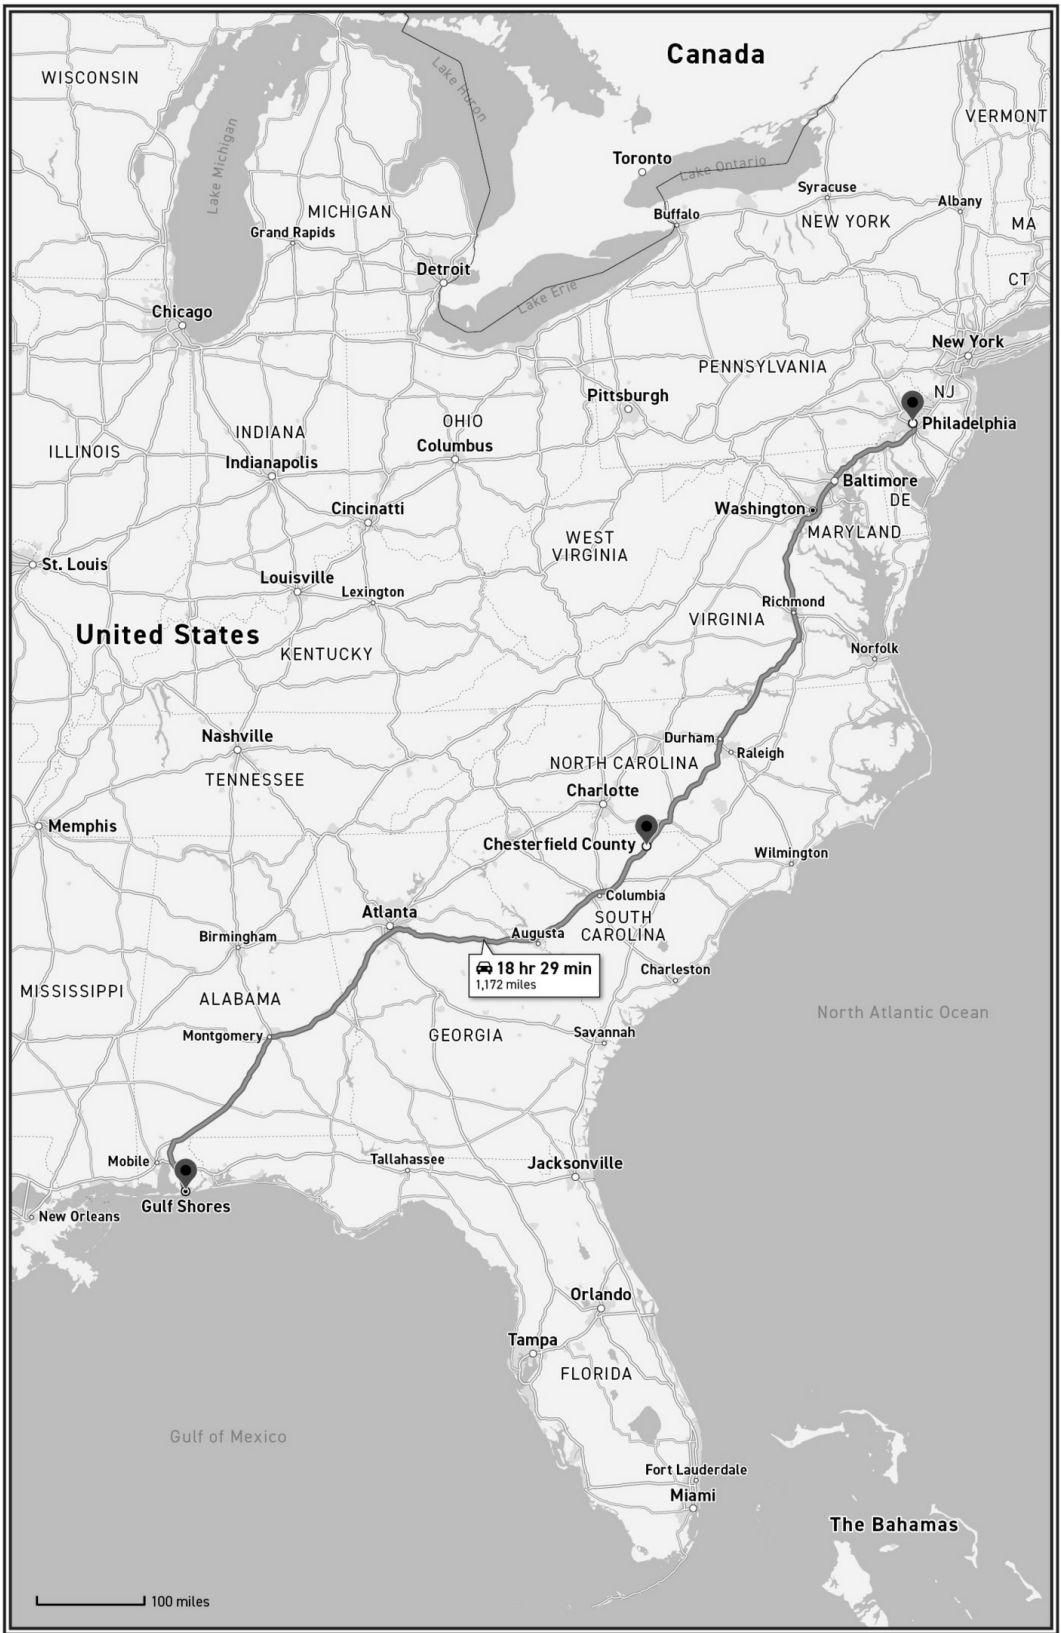 Canada
WISCONSIN
Lake Huron
VERMONT
Lake Michigan
Toronto
Lake Ontario
Syracuse
Albany
MICHIGAN
Buffalo
NEW YORK
MA
Grand Rapids
Detroit
CT
Lake Erie
Chicago
New York
PENNSYLVANIA
Pittsburgh
NJ
OHIO
Philadelphia
INDIANA
Columbus
ILLINOIS
Indianapolis
Baltimore
DE
Cincinatti
Washington
MARYLAND
WEST
VIRGINIA
St. Louis
Louisville
Lexington
Richmond
VIRGINIA
United States
Norfolk
KENTUCKY
Nashville
Durham
Raleigh
NORTH CAROLINA
TENNESSEE
Charlotte
Memphis
Chesterfield County
Wilmington
Columbia
Atlanta
SOUTH
CAROLINA
Augusta
Birmingham
18 hr 29 min
1,172 miles
Charleston
MISSISSIPPI
ALABAMA
North Atlantic Ocean
Montgomery
GEORGIA
Savannah
Mobile
Tallahassee
Jacksonville
Gulf Shores
New Orleans
Orlando
Tampa
FLORIDA
Gulf of Mexico
Fort Lauderdale
Miami
The Bahamas
100 miles